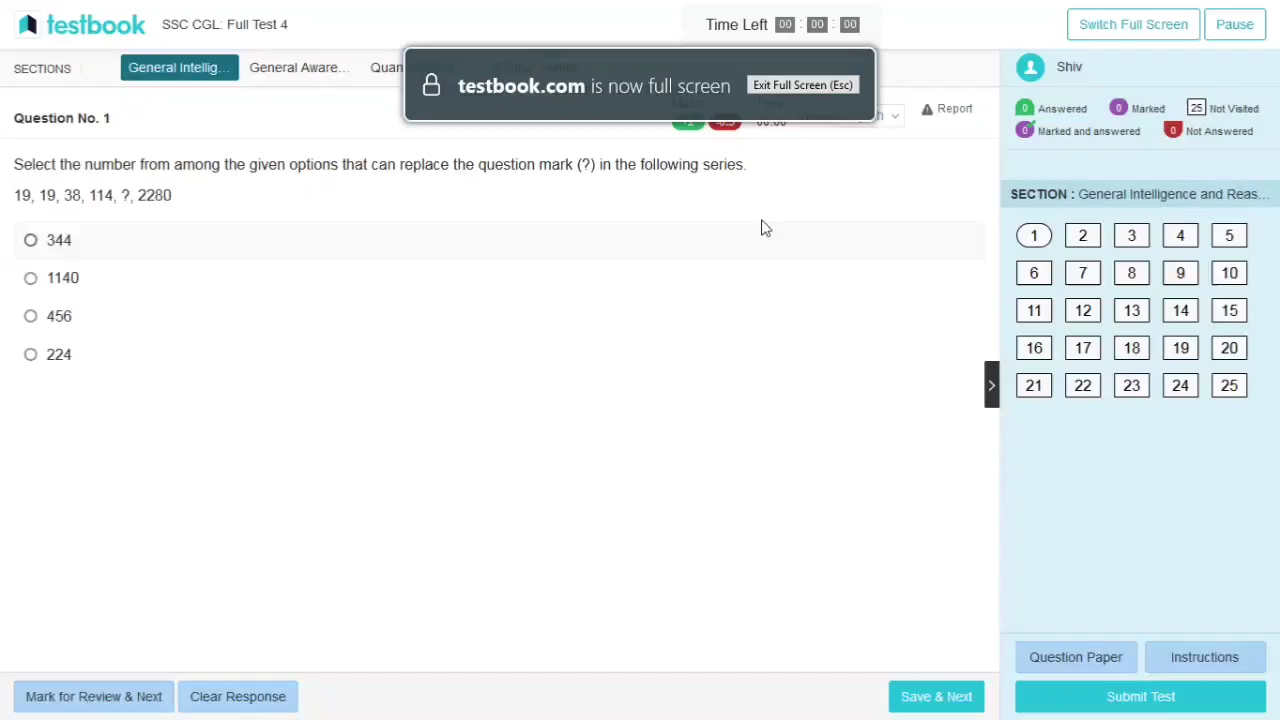 testbook SSC CGL: Full Test 4 Time Left 00 : 00 : 00 Switch Full Screen Pause
SECTIONS General Intellig... General Aware... Quan
testbook.com is now full screen Exit Full Screen (Esc)
Shiv
Question No. 1 Report
0 Answered 0 Marked 25 Not Visited
0 Marked and answered 0 Not Answered
Select the number from among the given options that can replace the question mark (?) in the following series.
19, 19, 38, 114, ?, 2280
344
1140
456
224
SECTION : General Intelligence and Reas...
1 2 3 4 5
6 7 8 9 10
11 12 13 14 15
16 17 18 19 20
21 22 23 24 25
Question Paper Instructions
Mark for Review & Next Clear Response Save & Next Submit Test